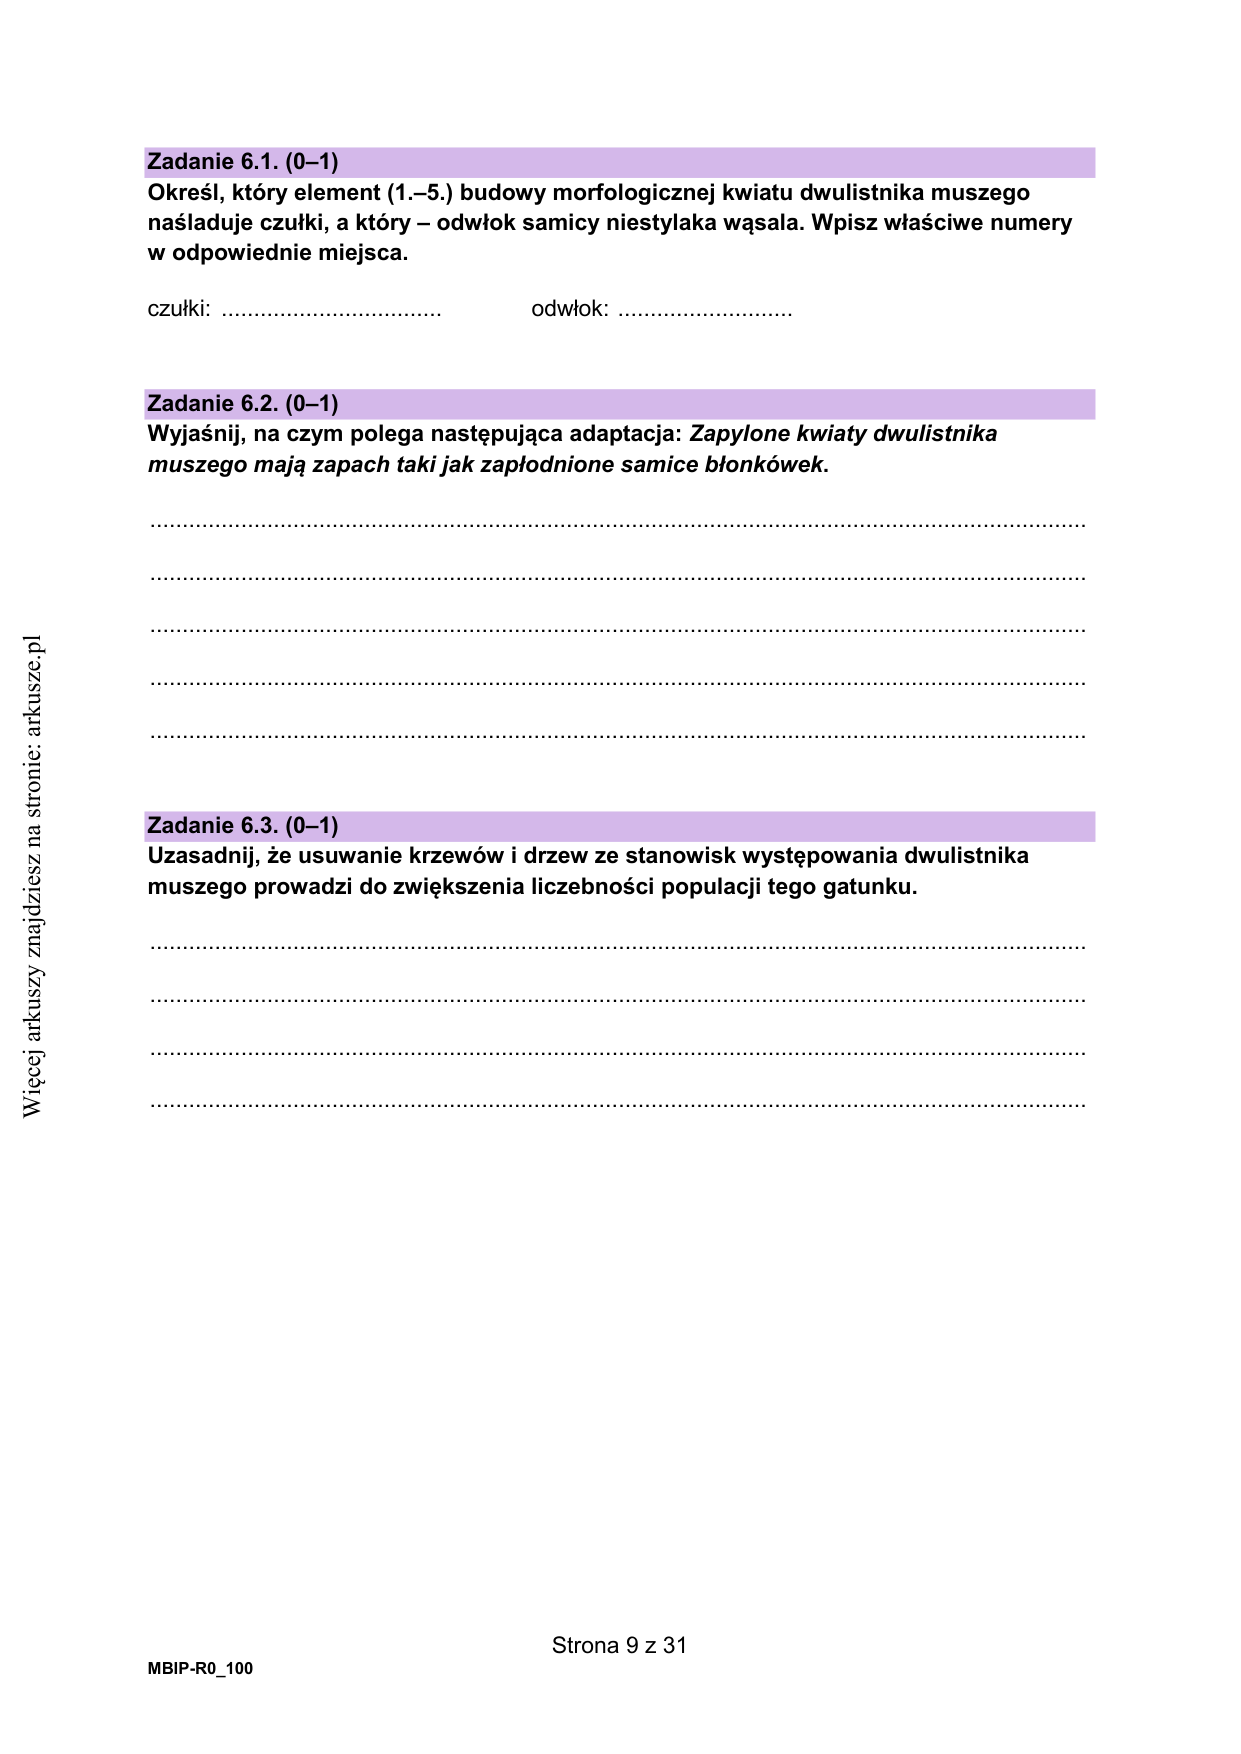 Zadanie 6.1. (0–1)
Określ, który element (1.–5.) budowy morfologicznej kwiatu dwulistnika muszego
naśladuje czułki, a który – odwłok samicy niestylaka wąsala. Wpisz właściwe numery
w odpowiednie miejsca.
czułki: .................................. odwłok: ...........................
Zadanie 6.2. (0–1)
Wyjaśnij, na czym polega następująca adaptacja: Zapylone kwiaty dwulistnika
muszego mają zapach taki jak zapłodnione samice błonkówek.
Zadanie 6.3. (0–1)
Uzasadnij, że usuwanie krzewów i drzew ze stanowisk występowania dwulistnika
muszego prowadzi do zwiększenia liczebności populacji tego gatunku.
Więcej arkuszy znajdziesz na stronie: arkusze.pl
Strona 9 z 31
MBIP-R0_100